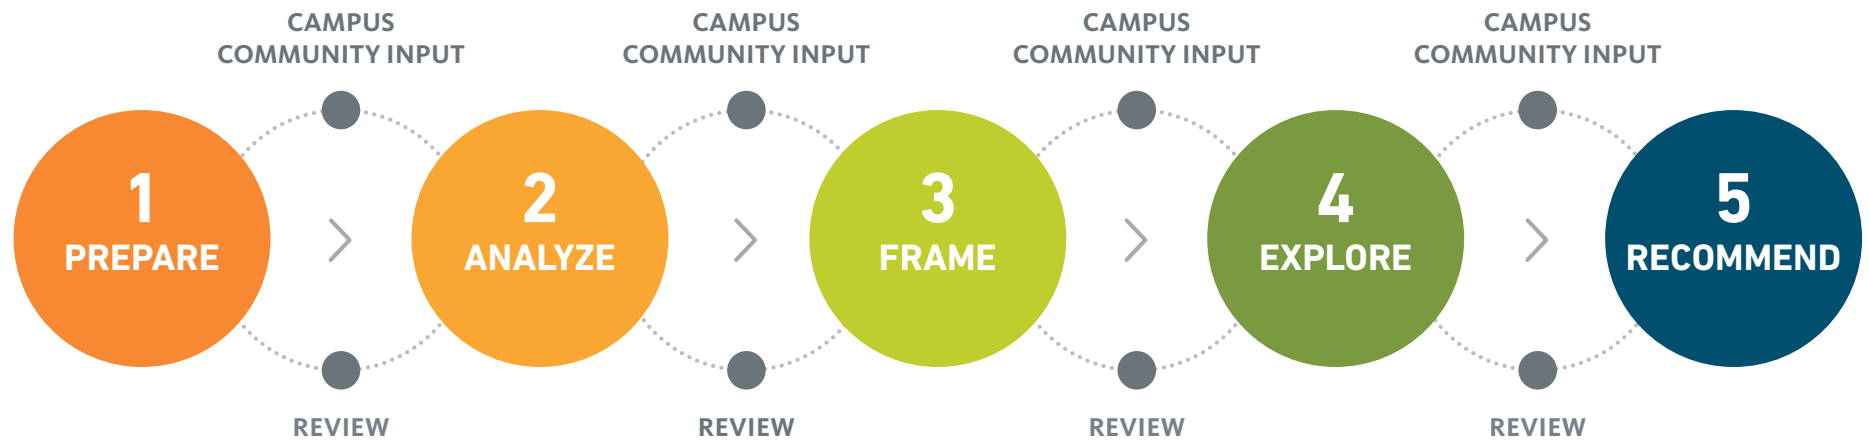 CAMPUS
COMMUNITY INPUT
CAMPUS
COMMUNITY INPUT
CAMPUS
COMMUNITY INPUT
CAMPUS
COMMUNITY INPUT
1
PREPARE
2
ANALYZE
3
FRAME
4
EXPLORE
5
RECOMMEND
REVIEW
REVIEW
REVIEW
REVIEW